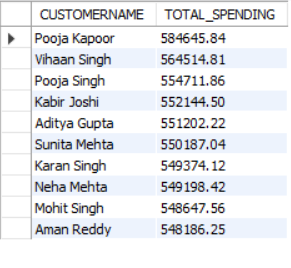 CUSTOMERNAME TOTAL_SPENDING
Pooja Kapoor 584645.84
Vihaan Singh 564514.81
Pooja Singh 554711.86
Kabir Joshi 552144.50
Aditya Gupta 551202.22
Sunita Mehta 550187.04
Karan Singh 549374.12
Neha Mehta 549198.42
Mohit Singh 548647.56
Aman Reddy 548186.25